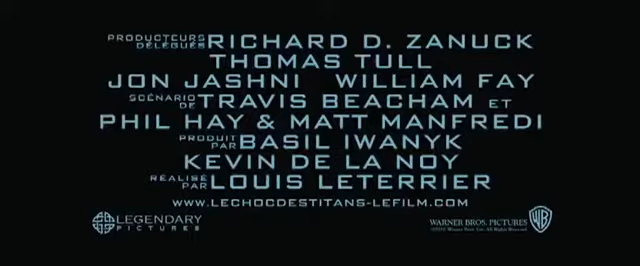 PRODUCTEURS DÉLÉGUÉS RICHARD D. ZANUCK
THOMAS TULL
JON JASHNI WILLIAM FAY
SCÉNARIO DE TRAVIS BEACHAM ET
PHIL HAY & MATT MANFREDI
PRODUIT PAR BASIL IWANYK
KEVIN DE LA NOY
RÉALISÉ PAR LOUIS LETERRIER
WWW.LECHOCDESTITANS-LEFILM.COM
LEGENDARY PICTURES
WARNER BROS. PICTURES
WB